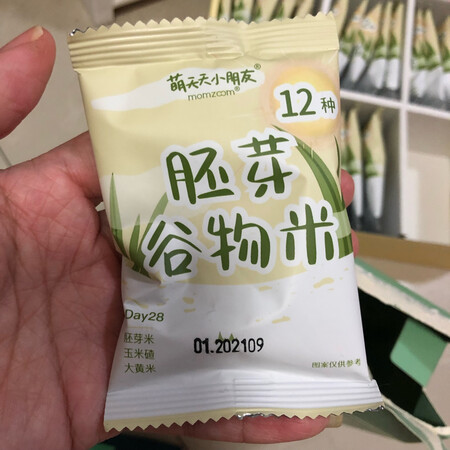 萌天天小朋友®
momzoom®
12种
胚芽
谷物米
Day28
胚芽米
玉米碴
大黄米
01.202109
图案仅供参考